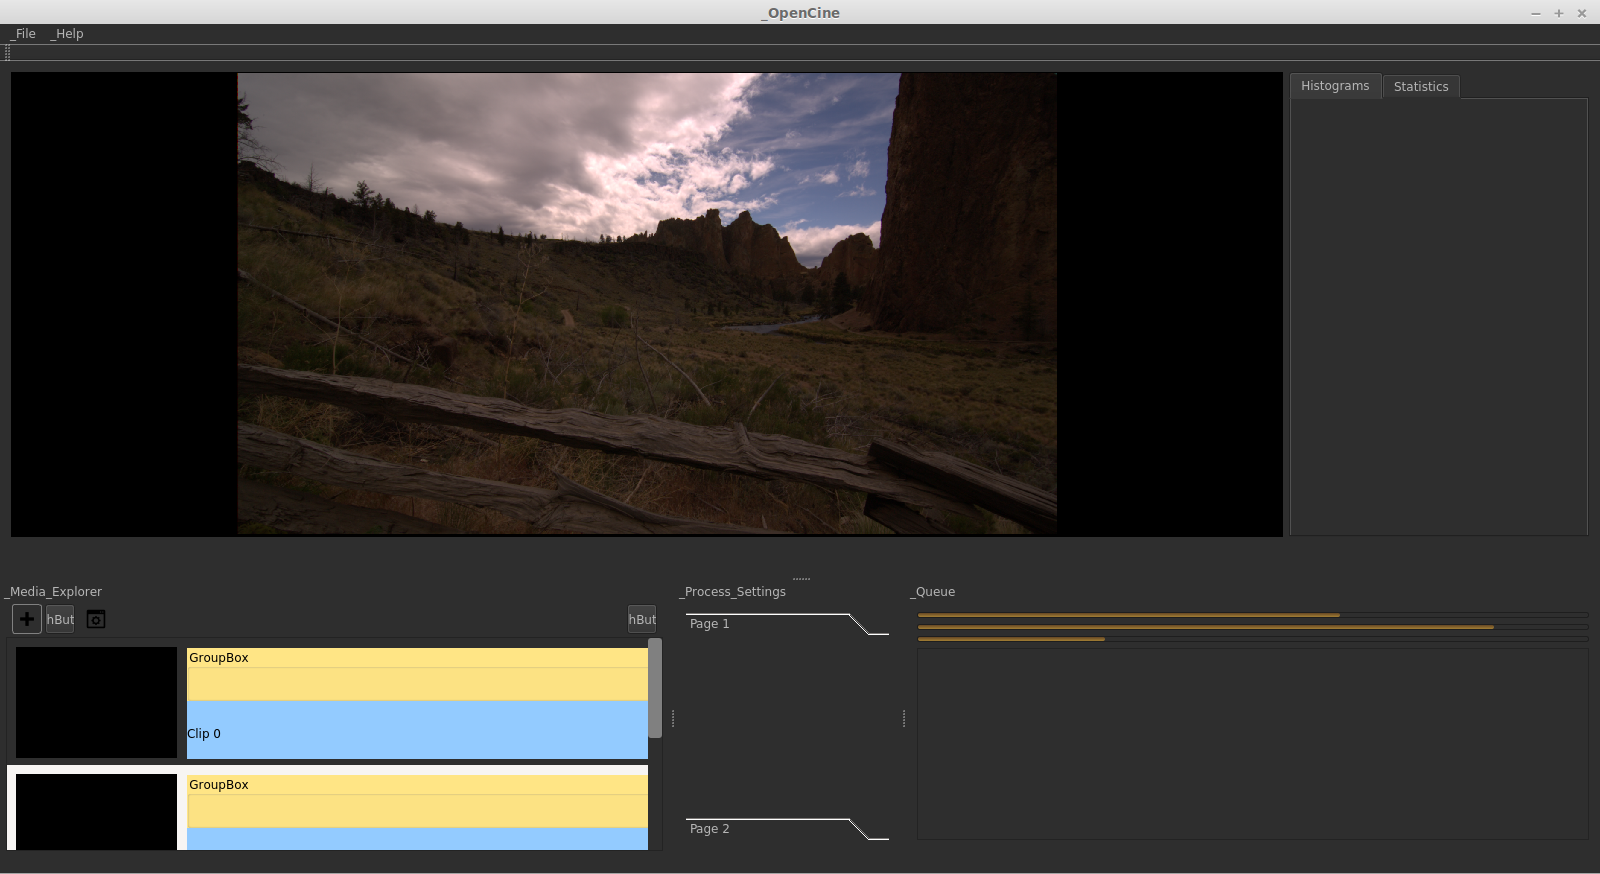 _OpenCine
_File _Help
Histograms Statistics
_Media_Explorer
hBut hBut
GroupBox
Clip 0
GroupBox
_Process_Settings
Page 1
Page 2
_Queue